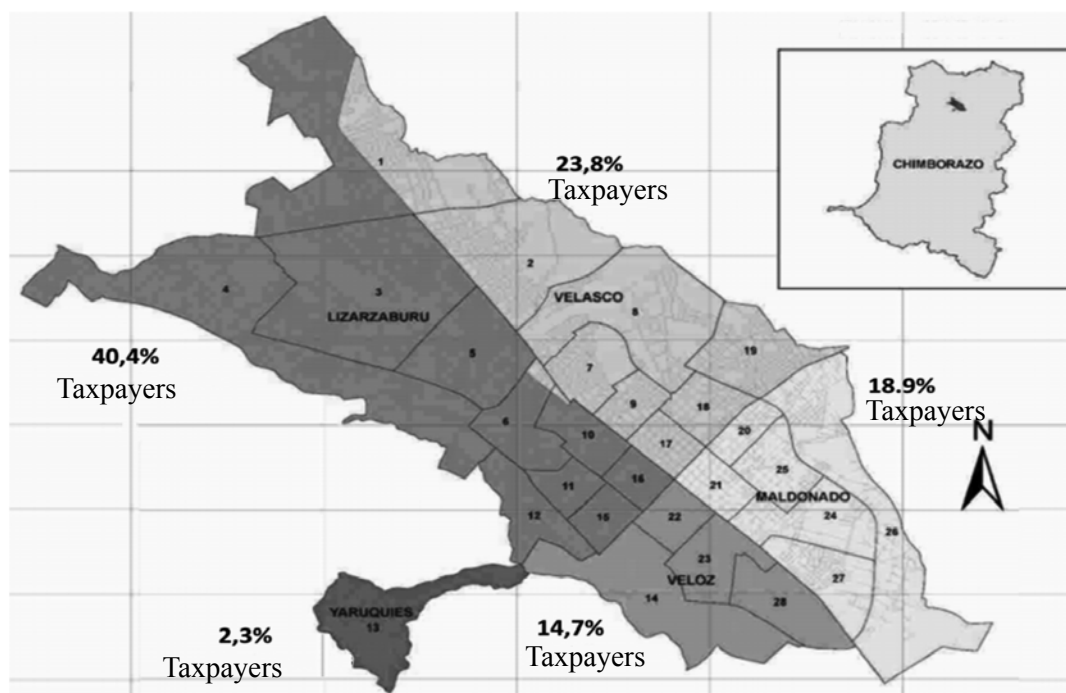 CHIMBORAZO
1
23,8%
Taxpayers
2
4
3
LIZARZABURU
VELASCO
8
5
7
19
40,4%
Taxpayers
18.9%
Taxpayers
9
18
6
10
17
20
N
25
11
16
21
MALDONADO
12
15
22
24
26
23
27
VELOZ
14
28
YARUQUIES
13
2,3%
Taxpayers
14,7%
Taxpayers